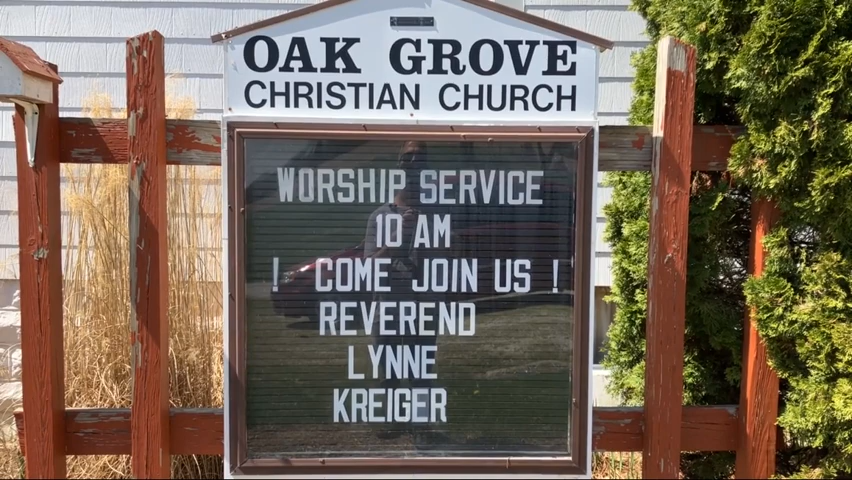 OAK GROVE
CHRISTIAN CHURCH
WORSHIP SERVICE
10 AM
! COME JOIN US !
REVEREND
LYNNE
KREIGER